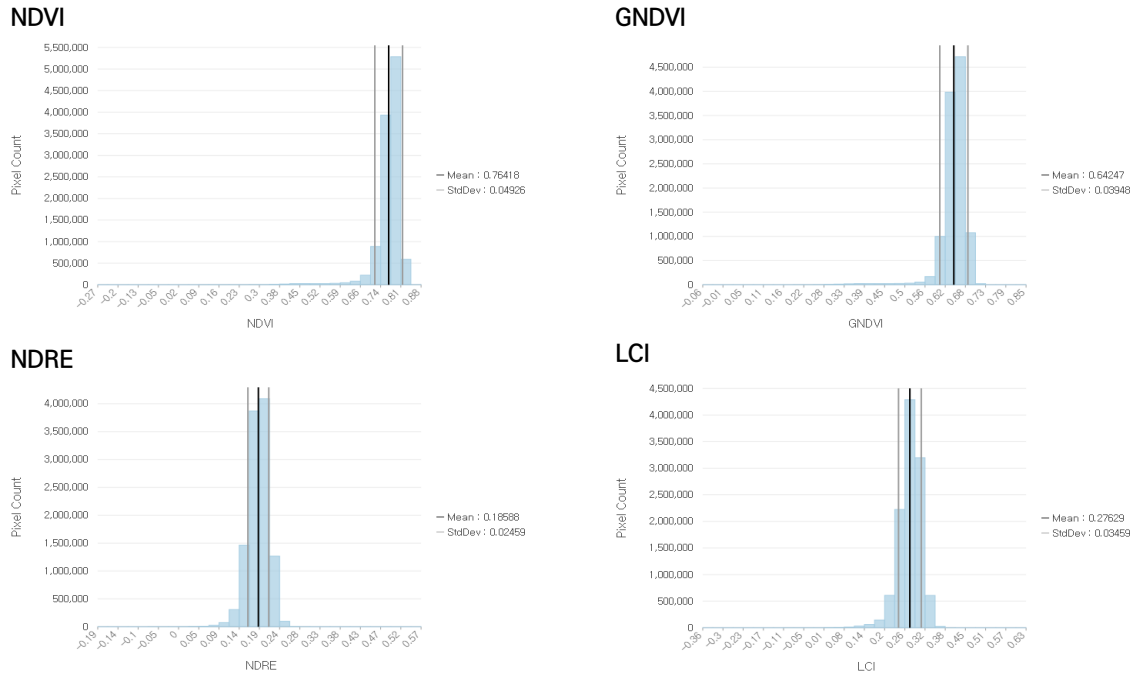 NDVI
5,500,000
5,000,000
4,500,000
4,000,000
3,500,000
3,000,000
2,500,000
2,000,000
1,500,000
1,000,000
500,000
0
Pixel Count
-0.27 -0.2 -0.13 -0.05 0.02 0.09 0.16 0.23 0.3 0.38 0.45 0.52 0.59 0.66 0.74 0.81 0.88
NDVI
Mean : 0.76418
StdDev : 0.04926
GNDVI
4,500,000
4,000,000
3,500,000
3,000,000
2,500,000
2,000,000
1,500,000
1,000,000
500,000
0
Pixel Count
-0.06 -0.01 0.05 0.11 0.16 0.22 0.28 0.33 0.39 0.45 0.5 0.56 0.62 0.68 0.73 0.79 0.85
GNDVI
Mean : 0.64247
StdDev : 0.03948
NDRE
4,000,000
3,500,000
3,000,000
2,500,000
2,000,000
1,500,000
1,000,000
500,000
0
Pixel Count
-0.19 -0.14 -0.1 -0.05 0 0.05 0.09 0.14 0.19 0.24 0.28 0.33 0.38 0.43 0.47 0.52 0.57
NDRE
Mean : 0.18588
StdDev : 0.02459
LCI
4,500,000
4,000,000
3,500,000
3,000,000
2,500,000
2,000,000
1,500,000
1,000,000
500,000
0
Pixel Count
-0.36 -0.3 -0.23 -0.17 -0.11 -0.05 0.01 0.08 0.14 0.2 0.26 0.32 0.38 0.45 0.51 0.57 0.63
LCI
Mean : 0.27629
StdDev : 0.03459